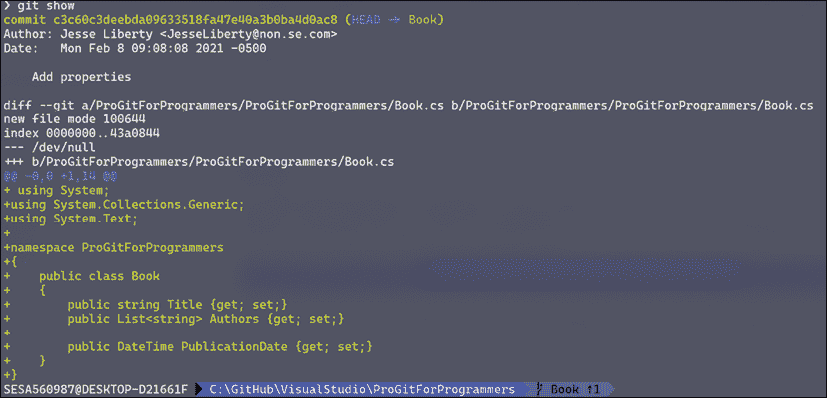 ❯ git show
commit c3c60c3deebda09633518fa47e40a3b0ba4d0ac8 (HEAD -> Book)
Author: Jesse Liberty <JesseLiberty@non.se.com>
Date:   Mon Feb 8 09:08:08 2021 -0500
    Add properties
diff --git a/ProGitForProgrammers/ProGitForProgrammers/Book.cs b/ProGitForProgrammers/ProGitForProgrammers/Book.cs
new file mode 100644
index 0000000..43a0844
--- /dev/null
+++ b/ProGitForProgrammers/ProGitForProgrammers/Book.cs
@@ -0,0 +1,14 @@
+ using System;
+using System.Collections.Generic;
+using System.Text;
+
+namespace ProGitForProgrammers
+{
+    public class Book
+    {
+        public string Title {get; set;}
+        public List<string> Authors {get; set;}
+
+        public DateTime PublicationDate {get; set;}
+    }
+}
SESA560987@DESKTOP-D21661F  C:\GitHub\VisualStudio\ProGitForProgrammers  Book ↑1